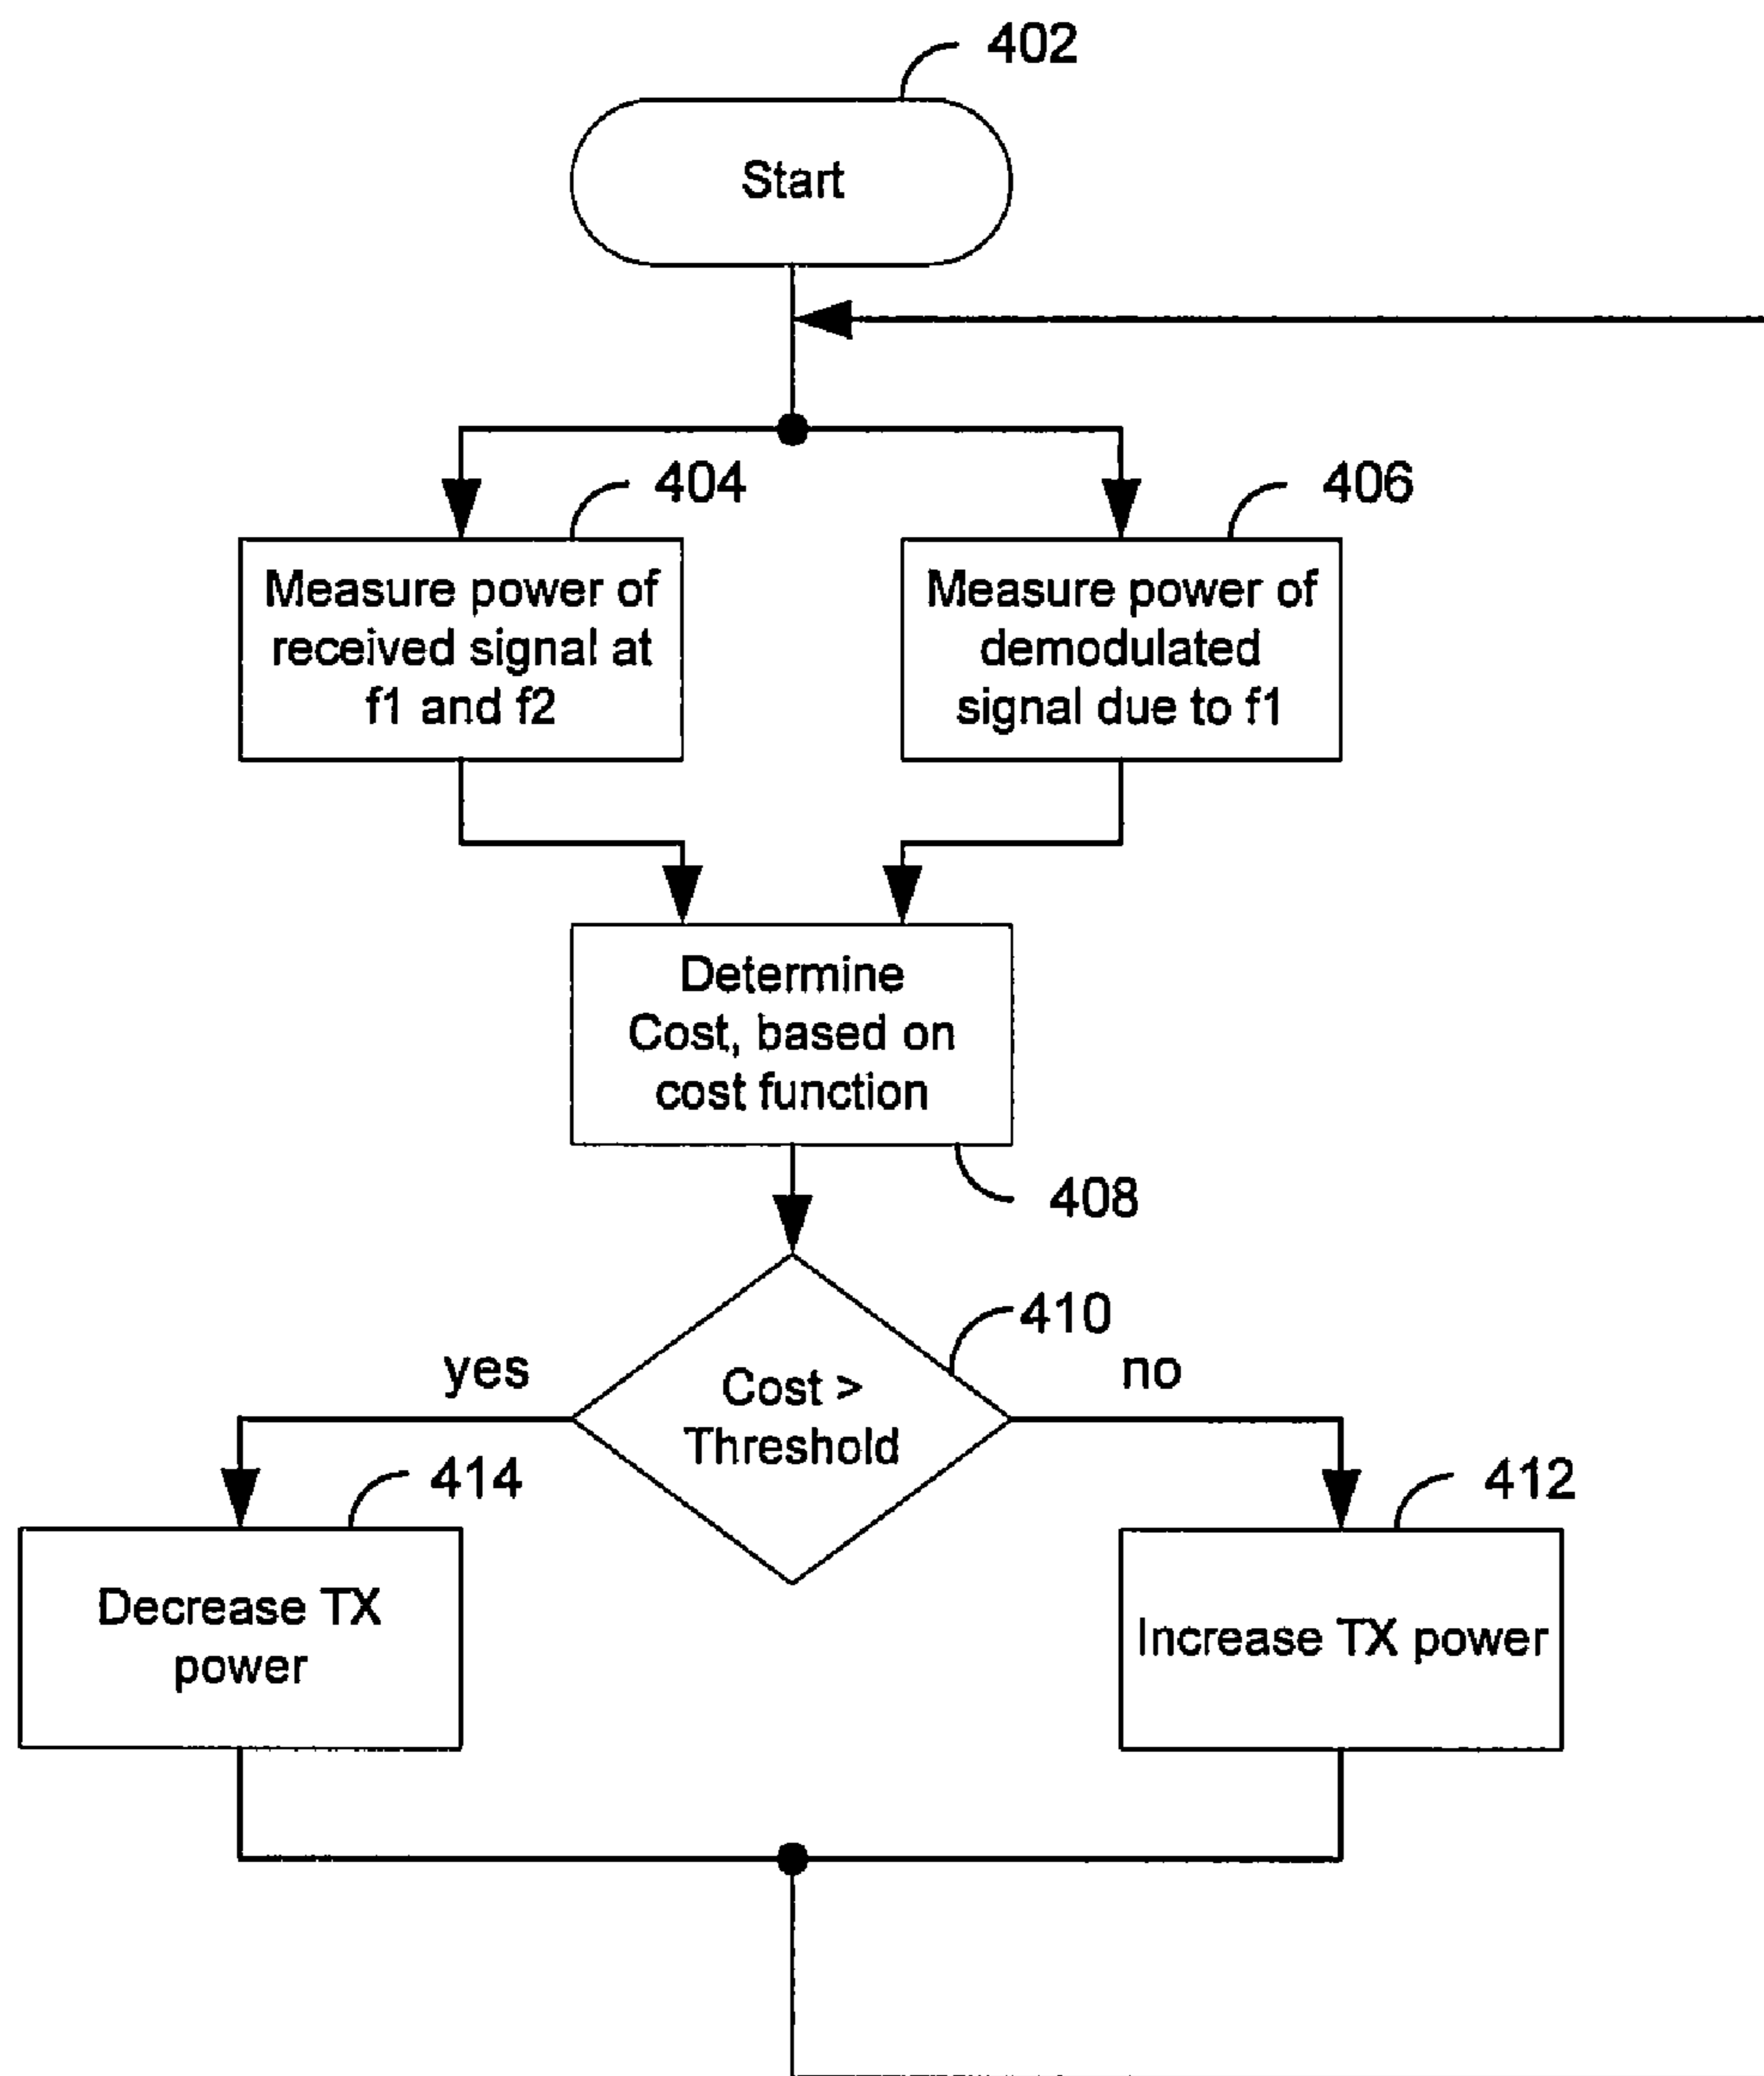 402
Start
404
406
Measure power of
received signal at
f1 and f2
Measure power of
demodulated
signal due to f1
Determine
Cost, based on
cost function
408
410
yes
no
Cost >
Threshold
414
412
Decrease TX
power
Increase TX power